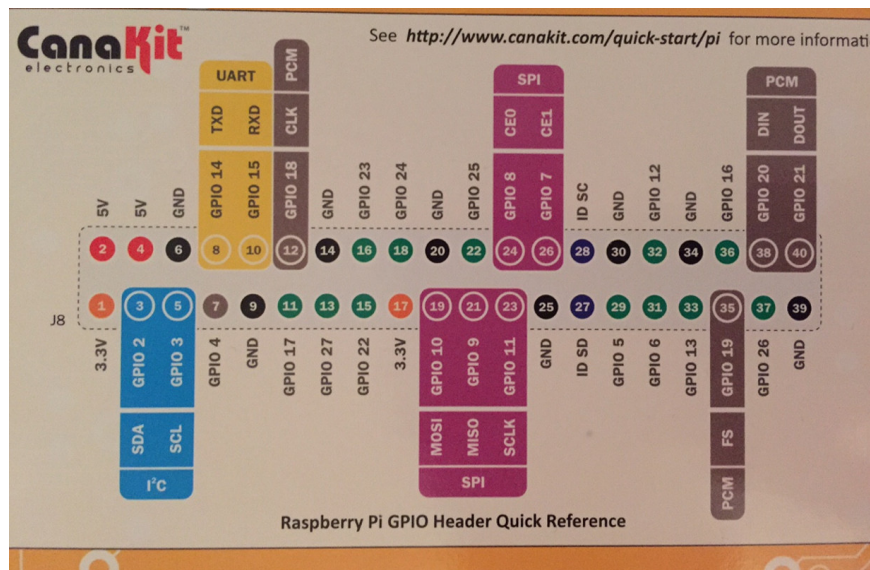 CanaKit™
electronics
See http://www.canakit.com/quick-start/pi for more informati
UART PCM SPI PCM
TXD RXD CLK CE0 CE1 DIN DOUT
5V 5V GND GPIO 14 GPIO 15 GPIO 18 GND GPIO 23 GPIO 24 GND GPIO 25 GPIO 8 GPIO 7 ID SC GND GPIO 12 GND GPIO 16 GPIO 20 GPIO 21
2 4 6 8 10 12 14 16 18 20 22 24 26 28 30 32 34 36 38 40
J8 1 3 5 7 9 11 13 15 17 19 21 23 25 27 29 31 33 35 37 39
3.3V GPIO 2 GPIO 3 GPIO 4 GND GPIO 17 GPIO 27 GPIO 22 3.3V GPIO 10 GPIO 9 GPIO 11 GND ID SD GPIO 5 GPIO 6 GPIO 13 GPIO 19 GPIO 26 GND
SDA SCL MOSI MISO SCLK FS
I²C SPI PCM
Raspberry Pi GPIO Header Quick Reference